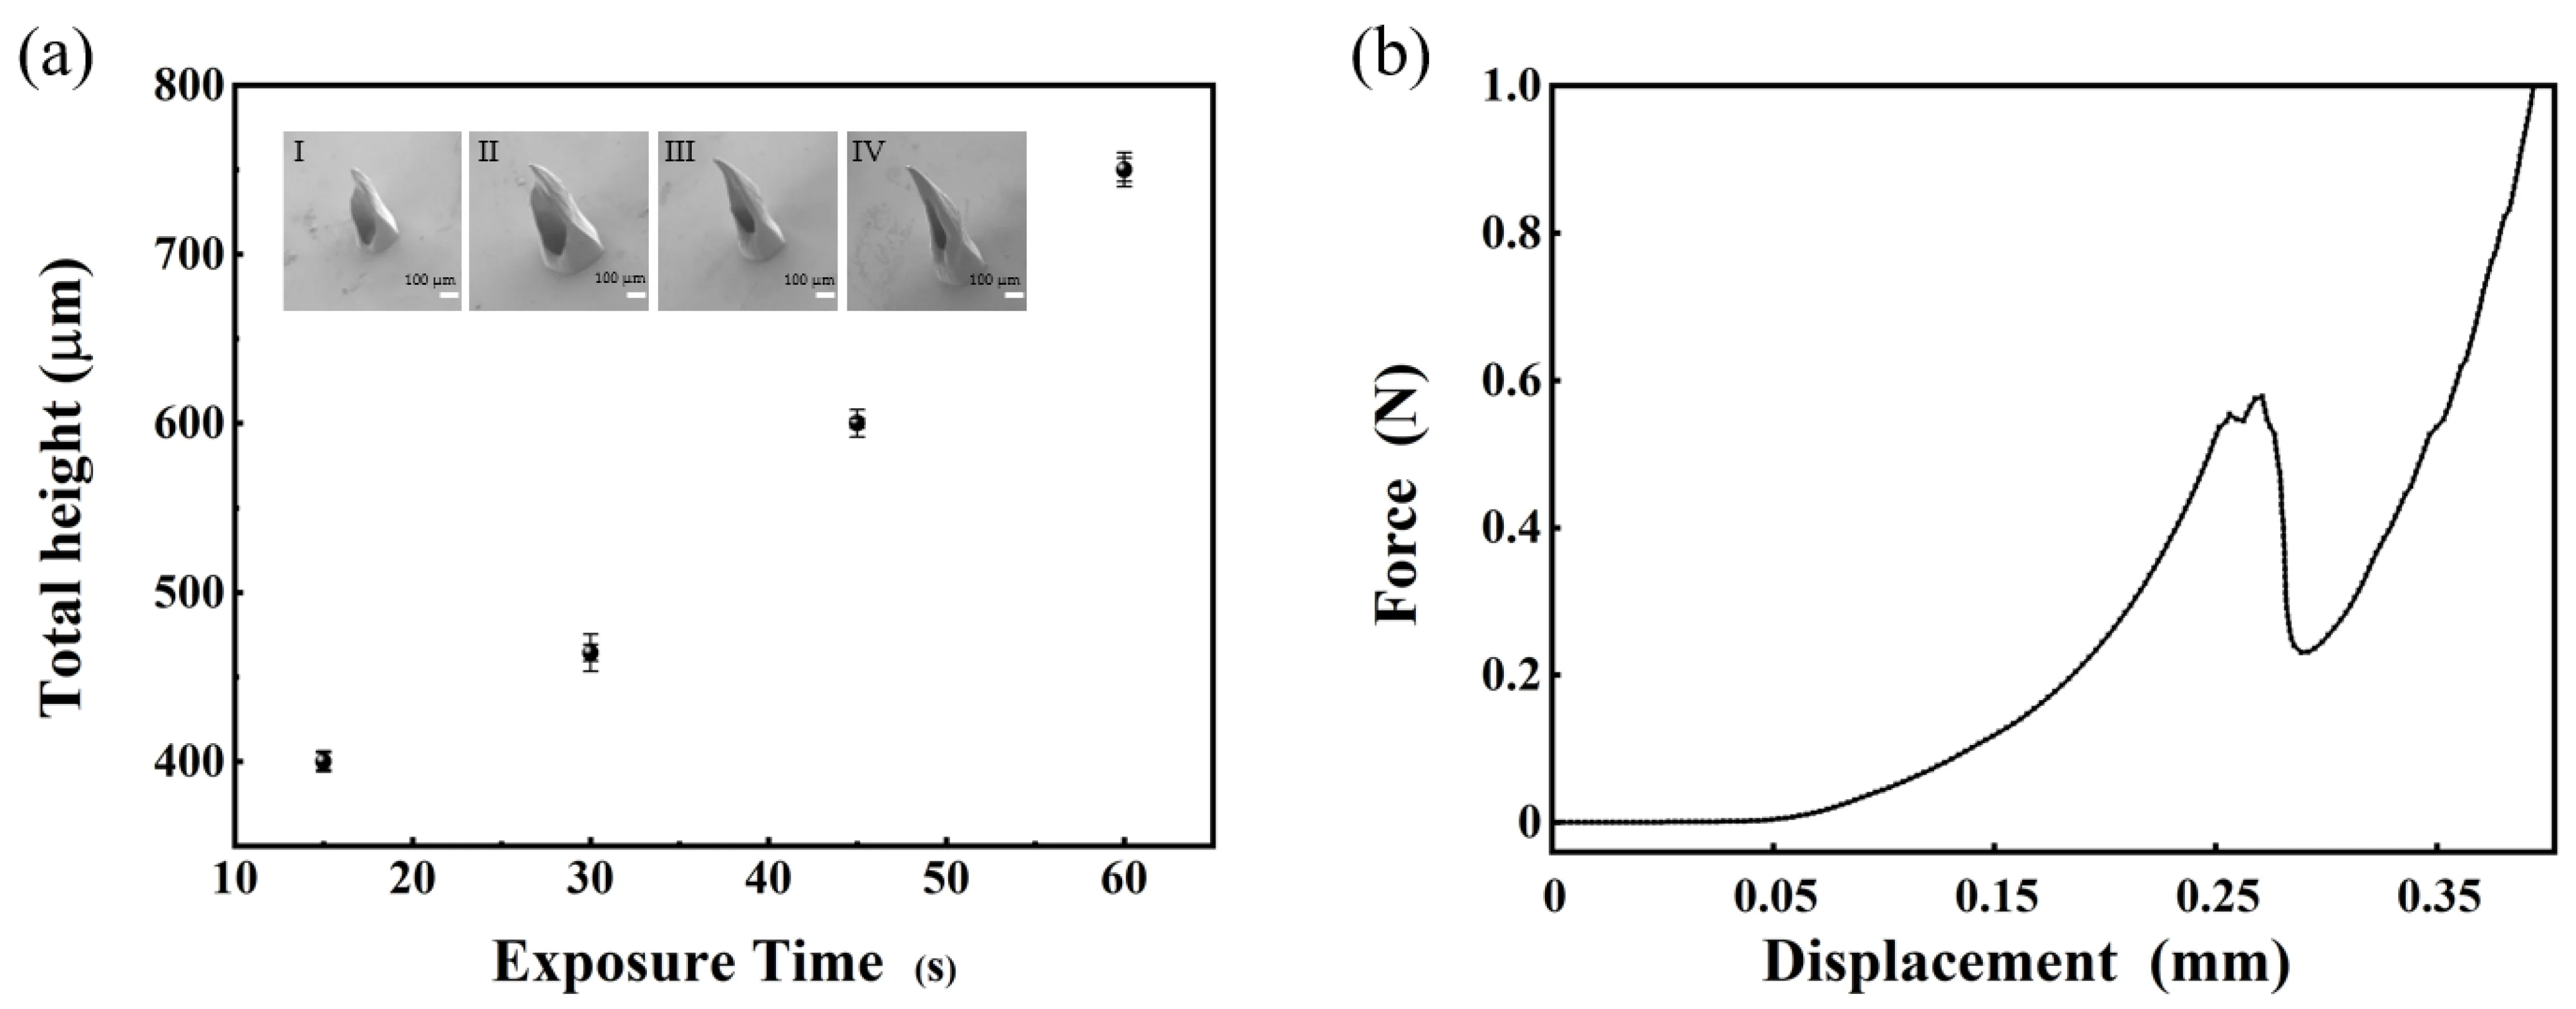 (a)
800
700
600
500
400
Total height (μm)
I
100 μm
II
100 μm
III
100 μm
IV
100 μm
10 20 30 40 50 60
Exposure Time (s)
(b)
1.0
0.8
0.6
0.4
0.2
0
Force (N)
0 0.05 0.15 0.25 0.35
Displacement (mm)